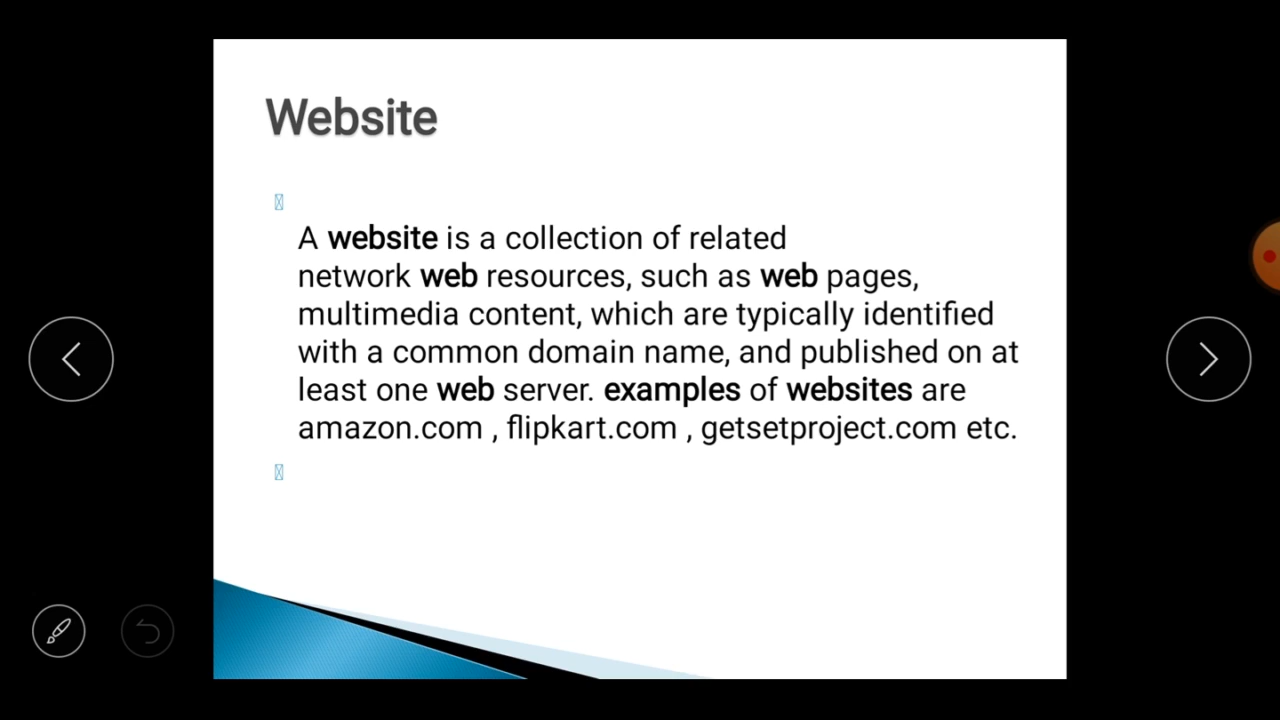 Website
A website is a collection of related
network web resources, such as web pages,
multimedia content, which are typically identified
with a common domain name, and published on at
least one web server. examples of websites are
amazon.com , flipkart.com , getsetproject.com etc.